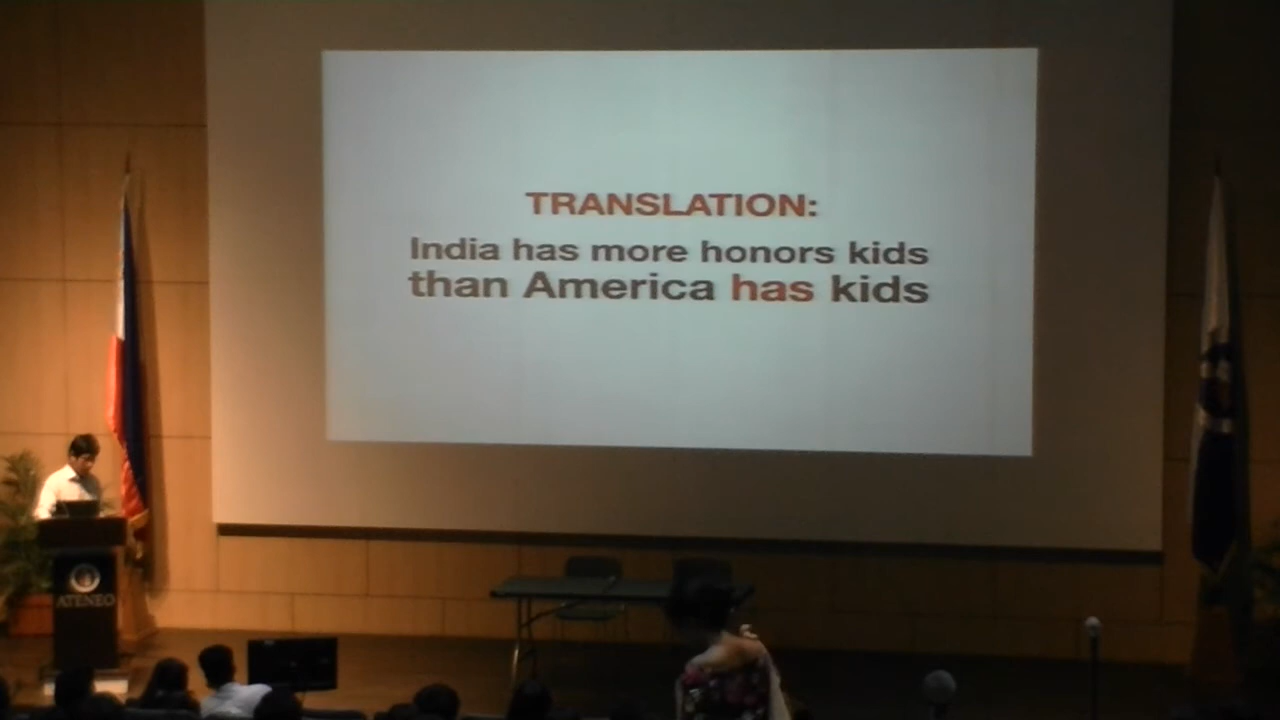 TRANSLATION:
India has more honors kids
than America has kids
ATENEO